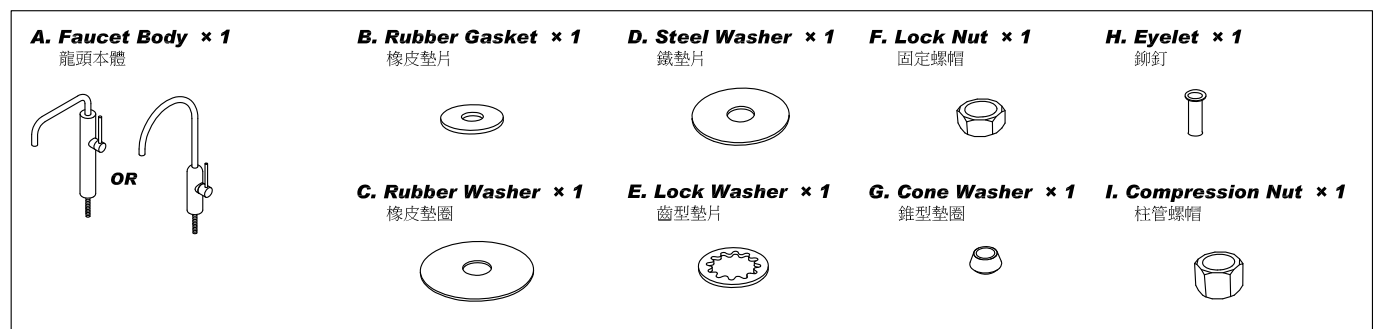 A. Faucet Body × 1
龍頭本體
OR
B. Rubber Gasket × 1
橡皮墊片
C. Rubber Washer × 1
橡皮墊圈
D. Steel Washer × 1
鐵墊片
E. Lock Washer × 1
齒型墊片
F. Lock Nut × 1
固定螺帽
G. Cone Washer × 1
錐型墊圈
H. Eyelet × 1
鉚釘
I. Compression Nut × 1
柱管螺帽